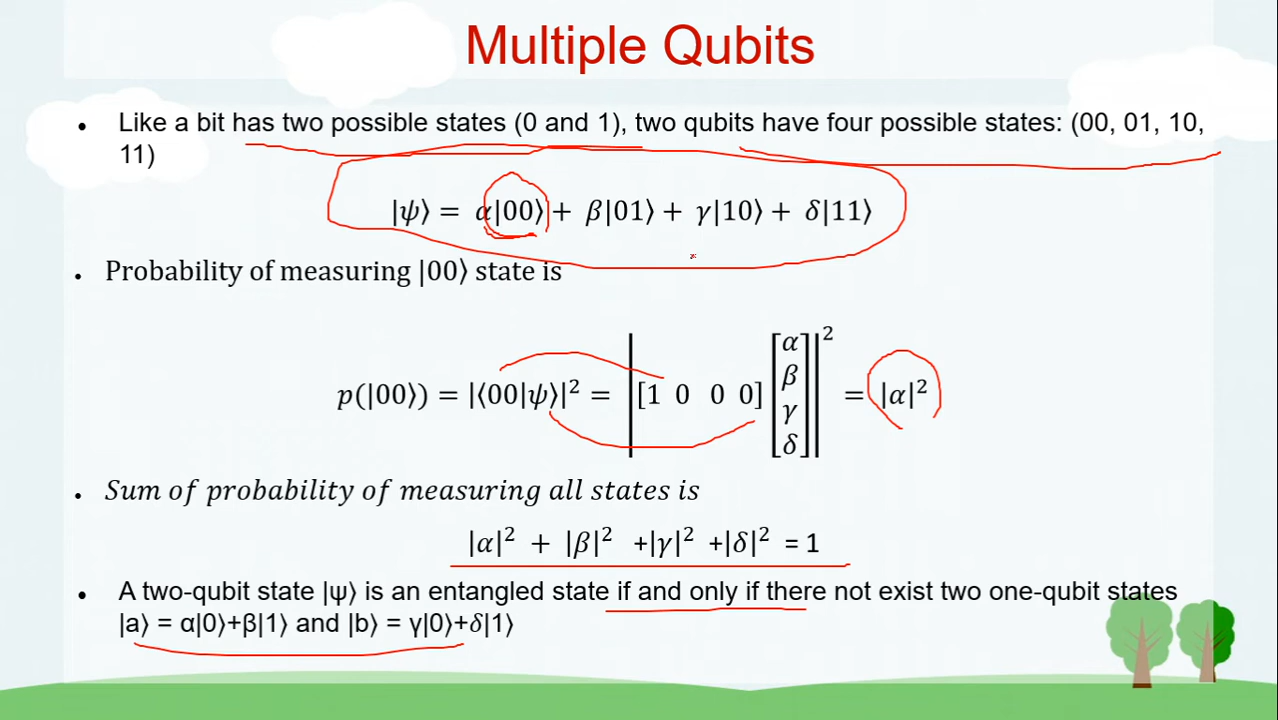 Multiple Qubits
• Like a bit has two possible states (0 and 1), two qubits have four possible states: (00, 01, 10,
11)
|ψ⟩ = α|00⟩ + β|01⟩ + γ|10⟩ + δ|11⟩
• Probability of measuring |00⟩ state is
p(|00⟩) = |⟨00|ψ⟩|² = |[1 0 0 0] [α β γ δ]|² = |α|²
• Sum of probability of measuring all states is
|α|² + |β|² +|γ|² +|δ|² = 1
• A two-qubit state |ψ⟩ is an entangled state if and only if there not exist two one-qubit states
|a⟩ = α|0⟩+β|1⟩ and |b⟩ = γ|0⟩+δ|1⟩